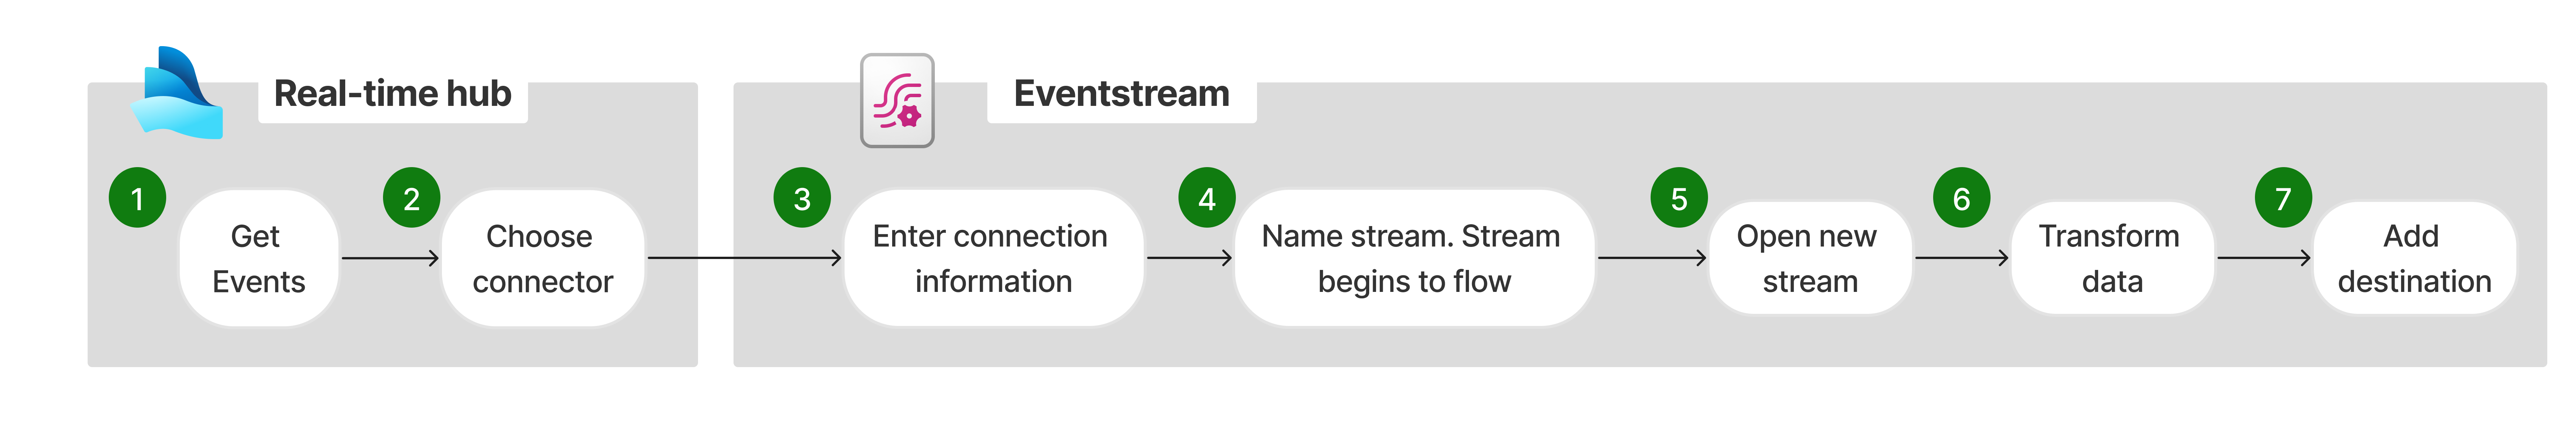 Real-time hub
Eventstream
1
Get
Events
2
Choose
connector
3
Enter connection
information
4
Name stream. Stream
begins to flow
5
Open new
stream
6
Transform
data
7
Add
destination